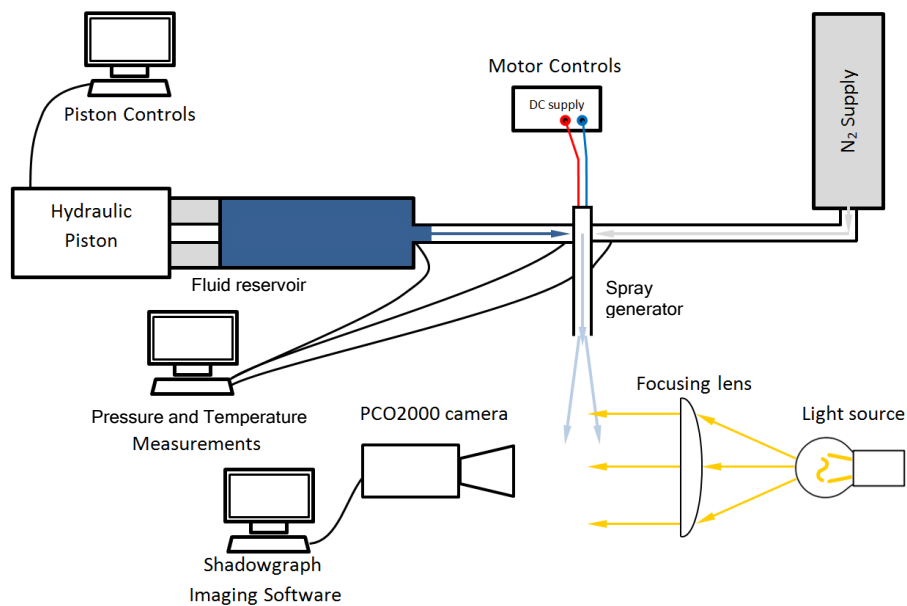 Piston Controls
Motor Controls
DC supply
N₂ Supply
Hydraulic
Piston
Fluid reservoir
Spray
generator
Pressure and Temperature
Measurements
PCO2000 camera
Focusing lens
Light source
Shadowgraph
Imaging Software